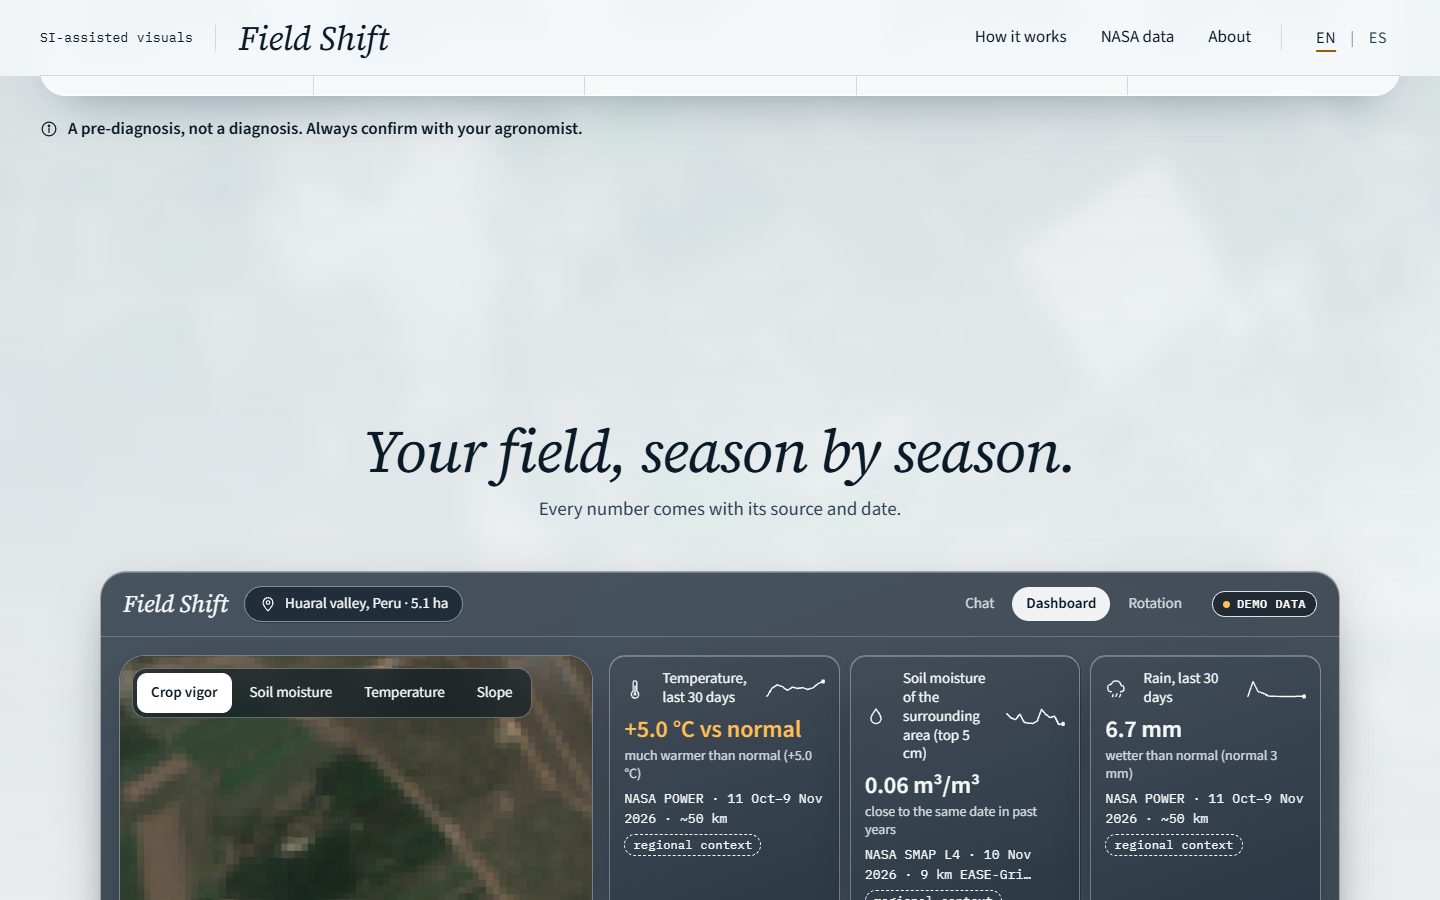 SI-assisted visuals
Field Shift
How it works
NASA data
About
EN | ES
A pre-diagnosis, not a diagnosis. Always confirm with your agronomist.
Your field, season by season.
Every number comes with its source and date.
Field Shift
Huaral valley, Peru · 5.1 ha
Chat
Dashboard
Rotation
DEMO DATA
Crop vigor
Soil moisture
Temperature
Slope
Temperature,
last 30 days
+5.0 °C vs normal
much warmer than normal (+5.0
°C)
NASA POWER · 11 Oct–9 Nov
2026 · ~50 km
regional context
Soil moisture
of the
surrounding
area (top 5
cm)
0.06 m³/m³
close to the same date in past
years
NASA SMAP L4 · 10 Nov
2026 · 9 km EASE-Gri…
regional context
Rain, last 30
days
6.7 mm
wetter than normal (normal 3
mm)
NASA POWER · 11 Oct–9 Nov
2026 · ~50 km
regional context